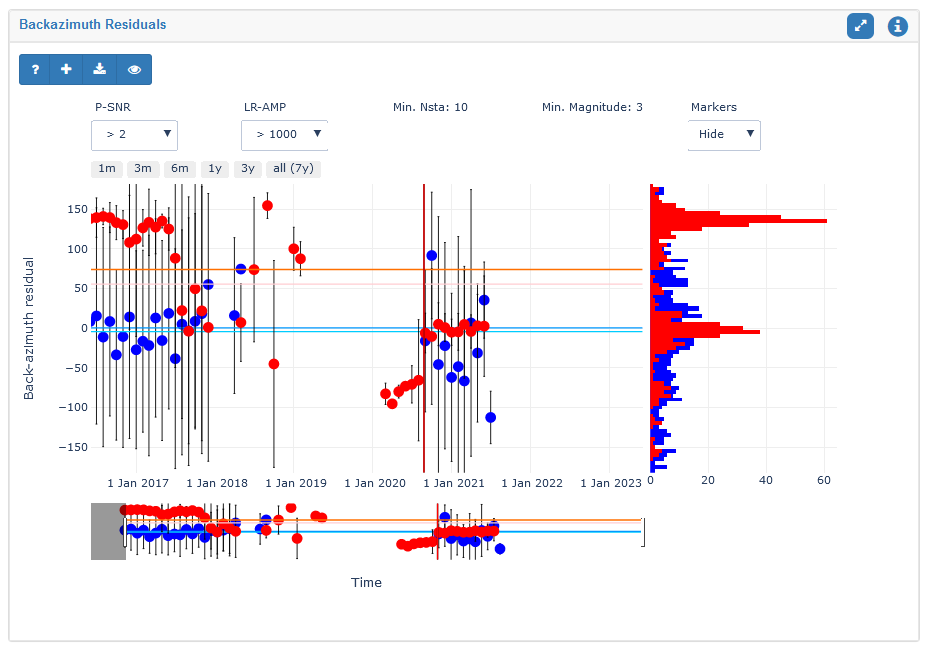 Backazimuth Residuals
?
P-SNR LR-AMP Min. Nsta: 10 Min. Magnitude: 3 Markers
> 2 ▼ > 1000 ▼ Hide ▼
1m 3m 6m 1y 3y all (7y)
150
100
50
0
−50
−100
−150
Back-azimuth residual
1 Jan 2017 1 Jan 2018 1 Jan 2019 1 Jan 2020 1 Jan 2021 1 Jan 2022 1 Jan 2023 0 20 40 60
Time